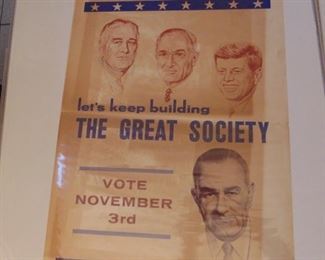 let's keep building
THE GREAT SOCIETY
VOTE
NOVEMBER
3rd